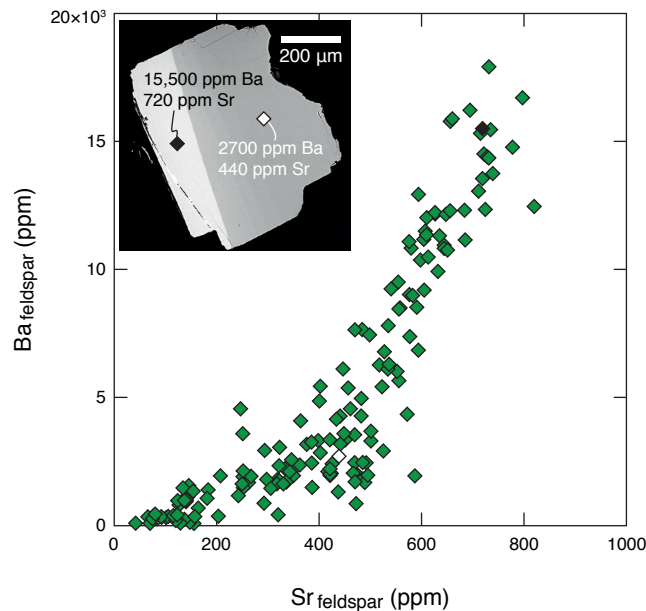 20×10³
15
10
5
0
Ba feldspar (ppm)
200 µm
15,500 ppm Ba
720 ppm Sr
2700 ppm Ba
440 ppm Sr
0 200 400 600 800 1000
Sr feldspar (ppm)